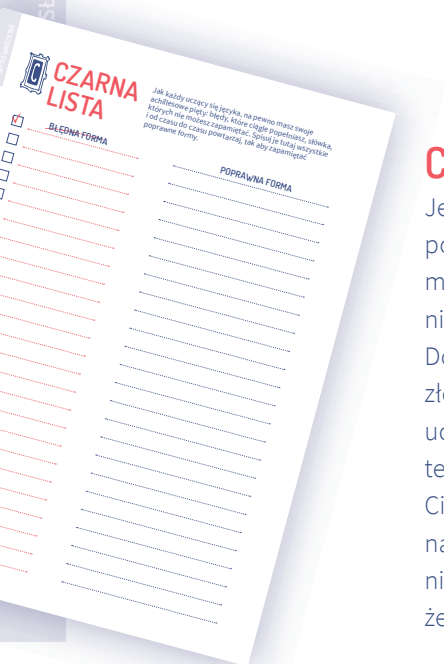 CZARNA
LISTA
Jak każdy uczący się języka, na pewno masz swoje
achillesowe pięty: błędy, które ciągle popełniasz, słówka,
których nie możesz zapamiętać. Spisuj je tutaj wszystkie
i od czasu do czasu powtarzaj, tak aby zapamiętać
poprawne formy.
BŁĘDNA FORMA
POPRAWNA FORMA
C
Je
po
m
ni
Do
zł
uc
te
Ci
na
ni
że